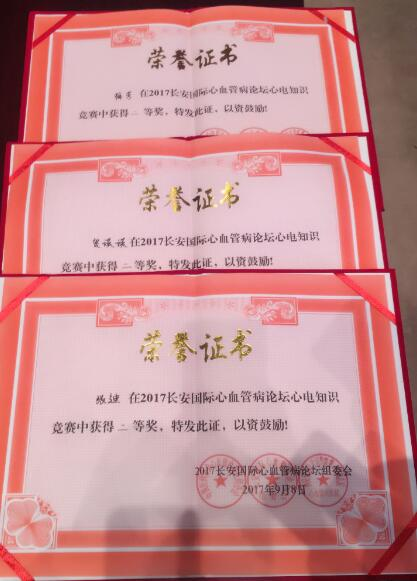 荣誉证书
在2017长安国际心血管病论坛心电知识
竞赛中获得二等奖，特发此证，以资鼓励!
荣誉证书
贺媛媛在2017长安国际心血管病论坛心电知识
竞赛中获得二等奖，特发此证，以资鼓励!
荣誉证书
在2017长安国际心血管病论坛心电知识
竞赛中获得二等奖，特发此证，以资鼓励!
2017长安国际心血管病论坛组委会
2017年9月8日